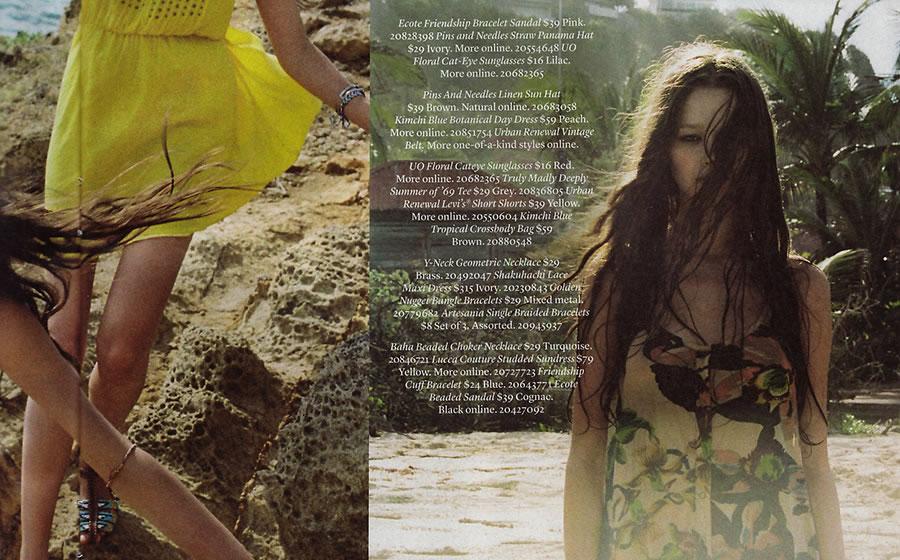 Ecote Friendship Bracelet Sandal $39 Pink.
20828398 Pins and Needles Straw Panama Hat
$29 Ivory. More online. 20554648 UO
Floral Cat-Eye Sunglasses $16 Lilac.
More online. 20682365
Pins And Needles Linen Sun Hat
$39 Brown. Natural online. 20683058
Kimchi Blue Botanical Day Dress $59 Peach.
More online. 20851754 Urban Renewal Vintage
Belt. More one-of-a-kind styles online.
UO Floral Cateye Sunglasses $16 Red.
More online. 20682365 Truly Madly Deeply
Summer of '69 Tee $29 Grey. 20836805 Urban
Renewal Levi's® Short Shorts $39 Yellow.
More online. 20550604 Kimchi Blue
Tropical Crossbody Bag $59
Brown. 20880548
Y-Neck Geometric Necklace $29
Brass. 20492047 Shakuhachi Lace
Maxi Dress $315 Ivory. 20230843 Golden
Nugget Bangle Bracelets $29 Mixed metal.
20779682 Artesania Single Braided Bracelets
$8 Set of 3. Assorted. 20945937
Baha Beaded Choker Necklace $29 Turquoise.
20846721 Lucca Couture Studded Sundress $79
Yellow. More online. 20727723 Friendship
Cuff Bracelet $24 Blue. 20643771 Ecote
Beaded Sandal $39 Cognac.
Black online. 20427092